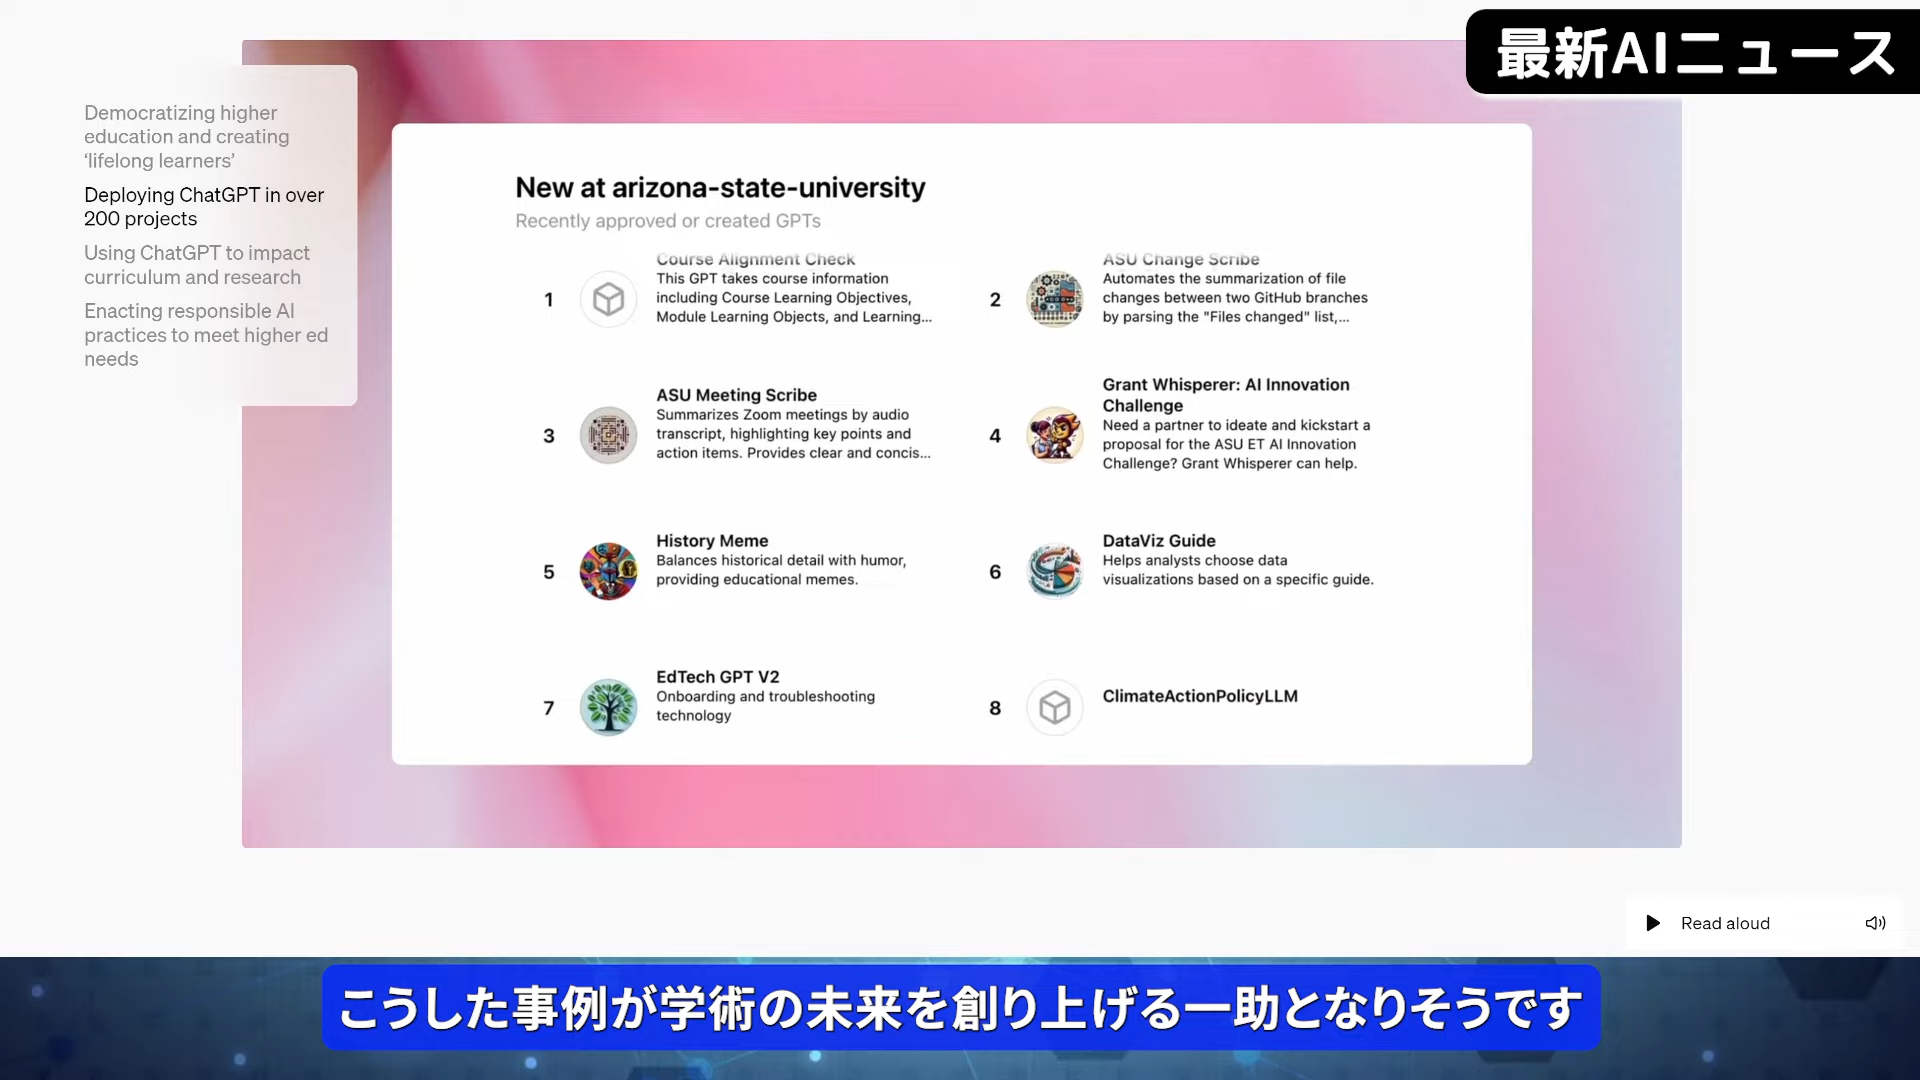 最新AIニュース
Democratizing higher
education and creating
‘lifelong learners’
Deploying ChatGPT in over
200 projects
Using ChatGPT to impact
curriculum and research
Enacting responsible AI
practices to meet higher ed
needs
New at arizona-state-university
Recently approved or created GPTs
1
Course Alignment Check
This GPT takes course information
including Course Learning Objectives,
Module Learning Objects, and Learning...
2
ASU Change Scribe
Automates the summarization of file
changes between two GitHub branches
by parsing the "Files changed" list,...
3
ASU Meeting Scribe
Summarizes Zoom meetings by audio
transcript, highlighting key points and
action items. Provides clear and concis...
4
Grant Whisperer: AI Innovation
Challenge
Need a partner to ideate and kickstart a
proposal for the ASU ET AI Innovation
Challenge? Grant Whisperer can help.
5
History Meme
Balances historical detail with humor,
providing educational memes.
6
DataViz Guide
Helps analysts choose data
visualizations based on a specific guide.
7
EdTech GPT V2
Onboarding and troubleshooting
technology
8
ClimateActionPolicyLLM
Read aloud
こうした事例が学術の未来を創り上げる一助となりそうです